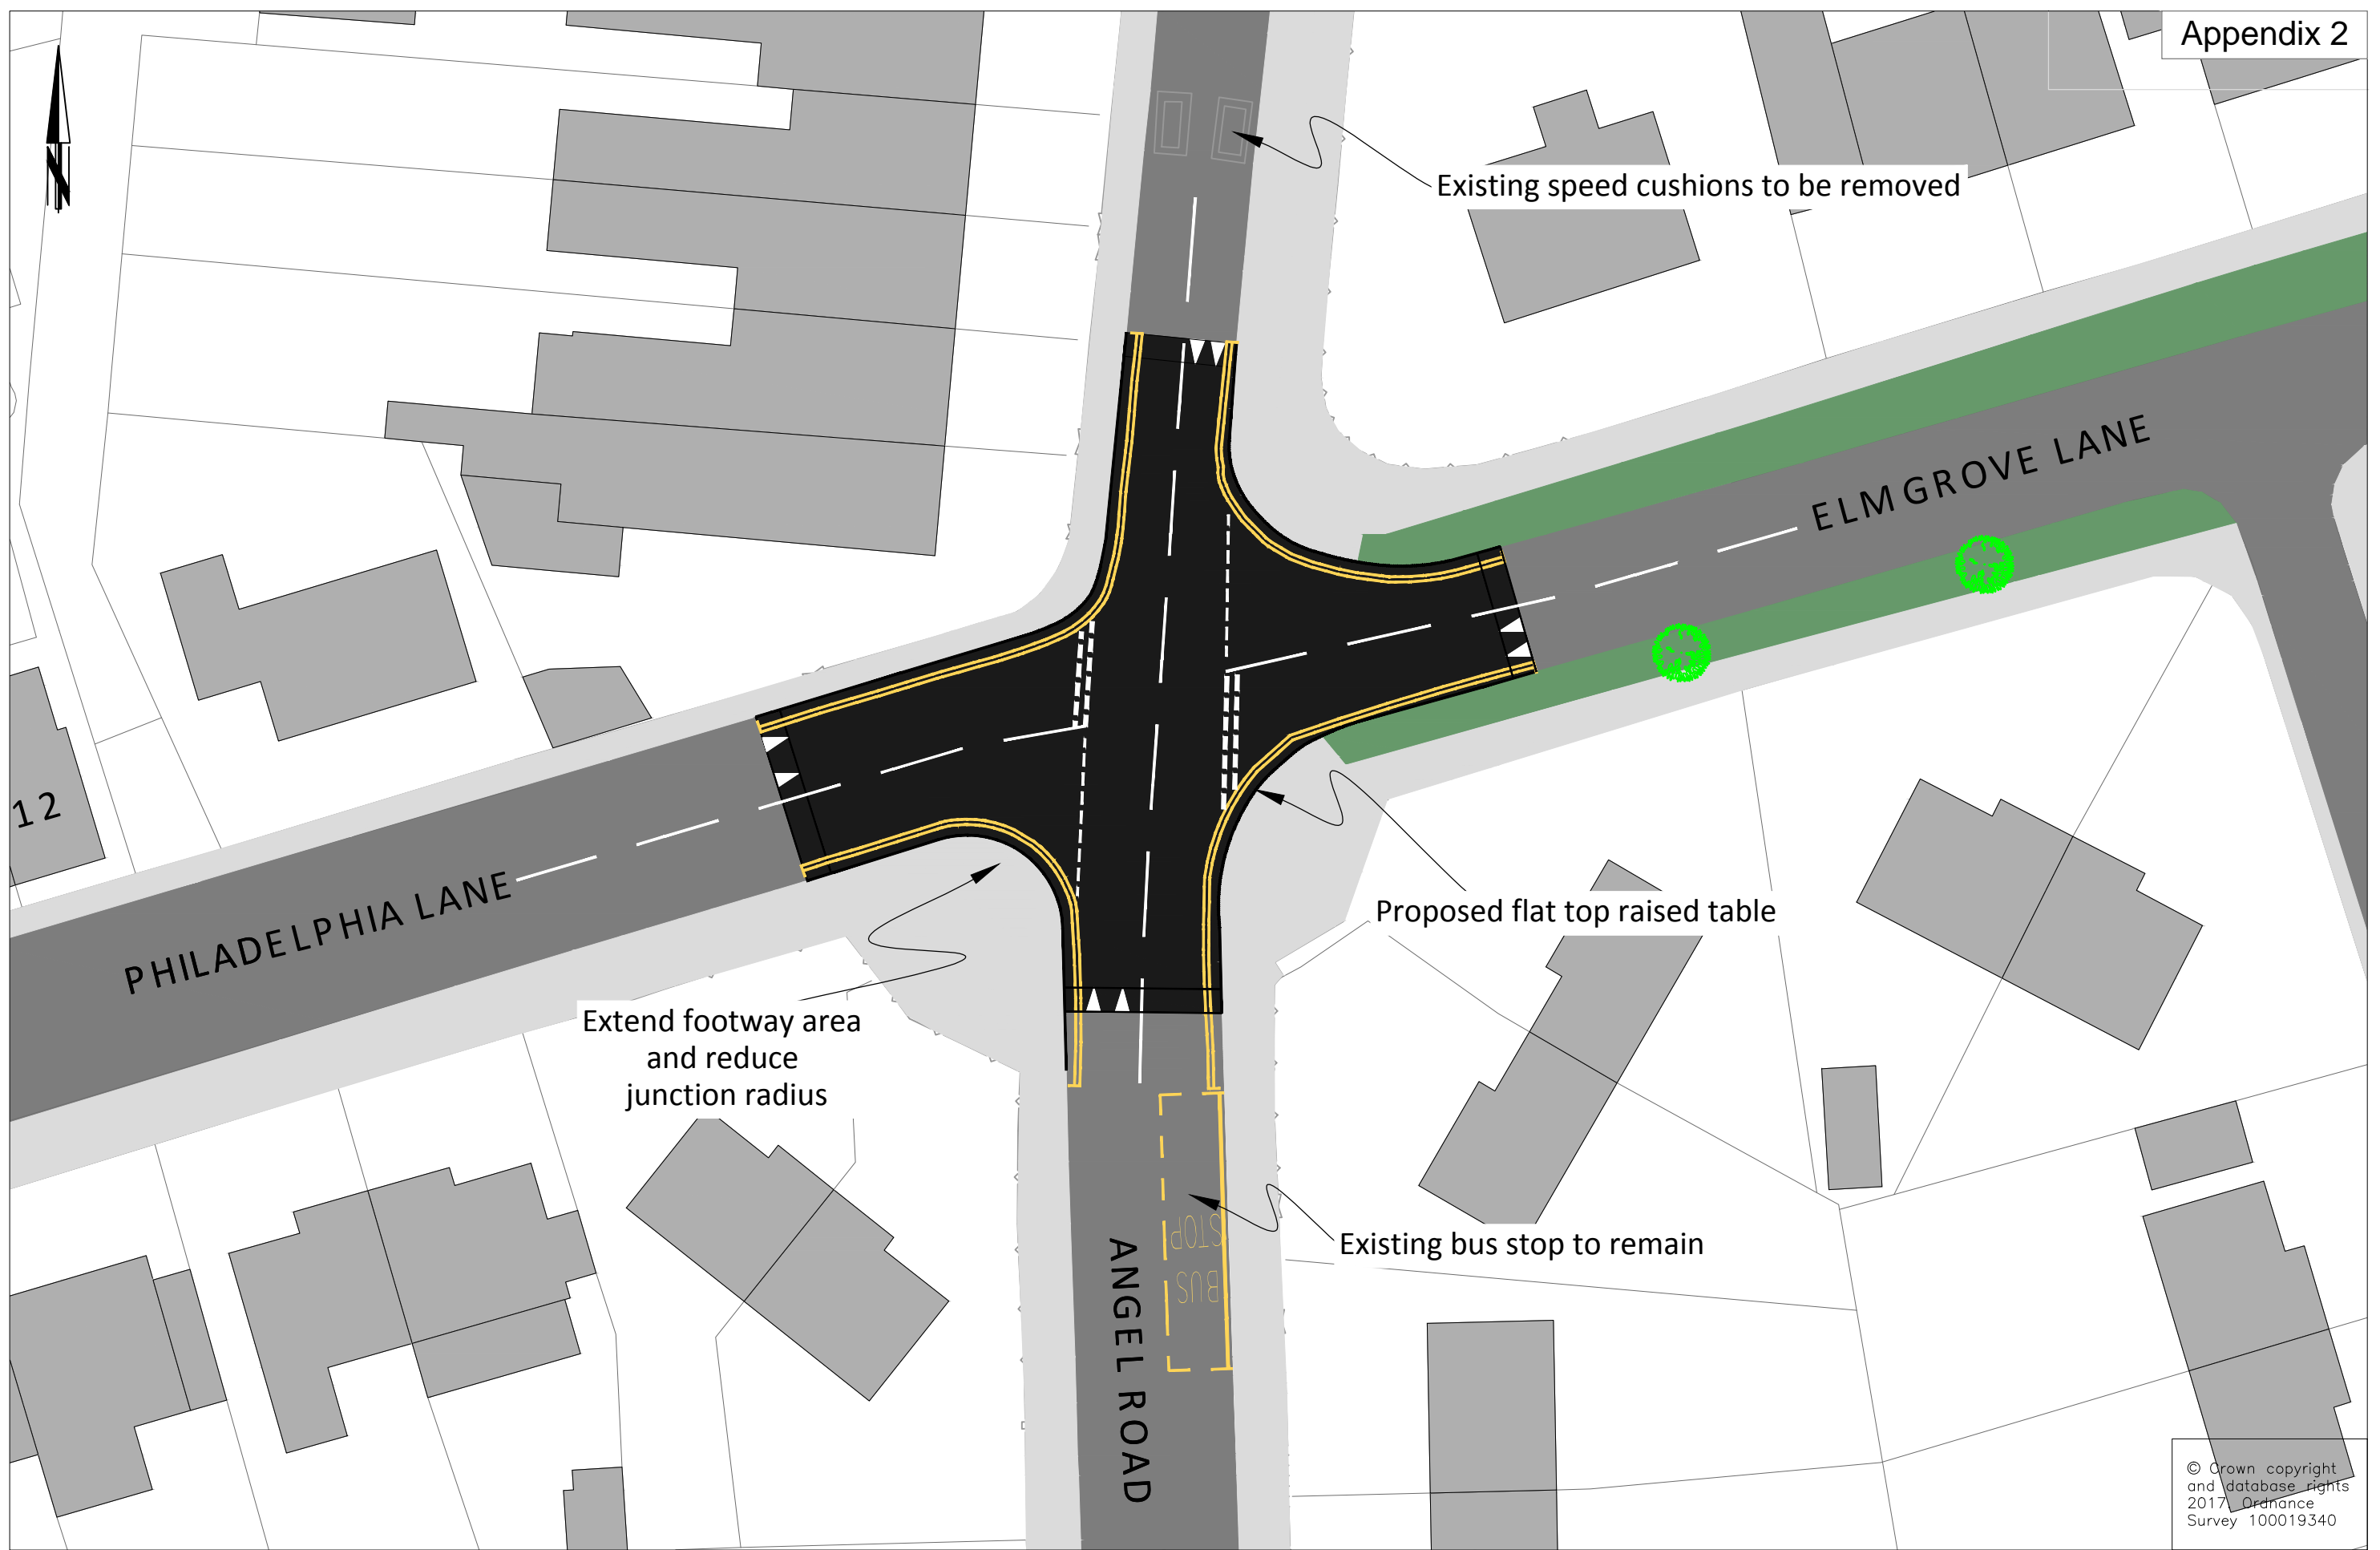 Appendix 2
N
Existing speed cushions to be removed
ELMGROVE LANE
12
PHILADELPHIA LANE
Proposed flat top raised table
Extend footway area
and reduce
junction radius
Existing bus stop to remain
BUS
STOP
ANGEL ROAD
© Crown copyright
and database rights
2017 Ordnance
Survey 100019340